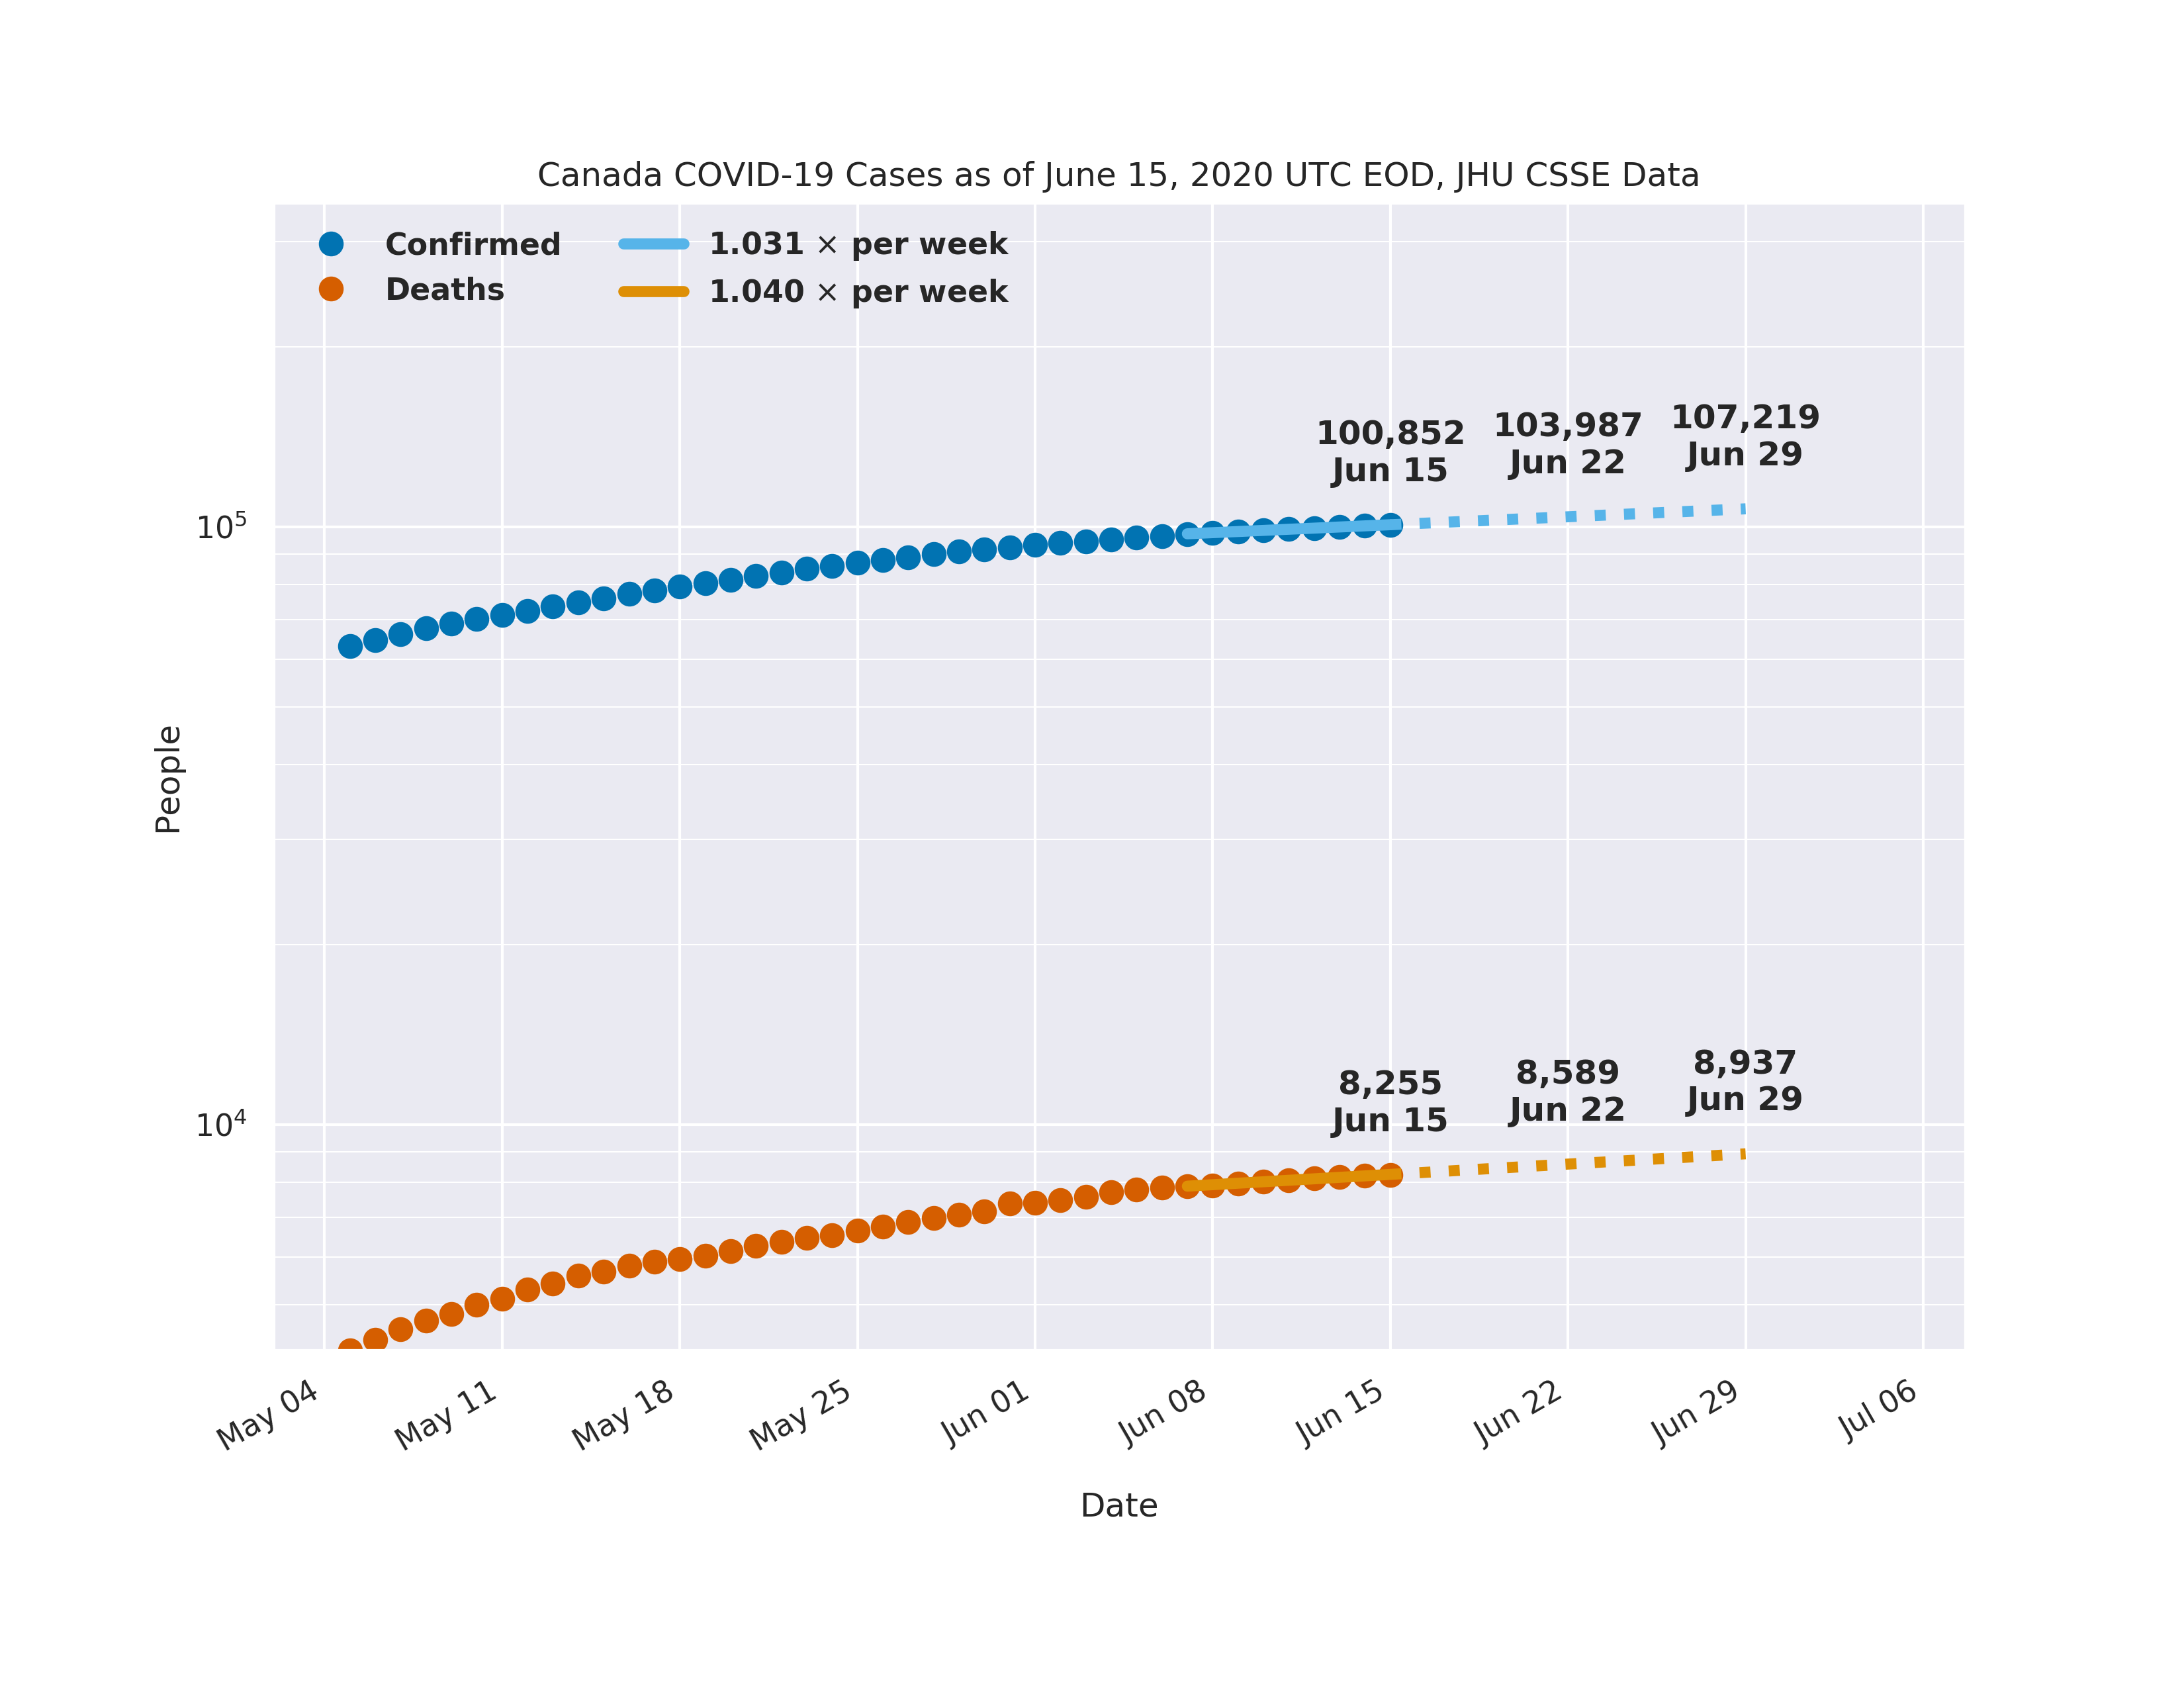 Canada COVID-19 Cases as of June 15, 2020 UTC EOD, JHU CSSE Data
Confirmed
Deaths
1.031 × per week
1.040 × per week
100,852
Jun 15
103,987
Jun 22
107,219
Jun 29
10⁵
People
8,255
Jun 15
8,589
Jun 22
8,937
Jun 29
10⁴
May 04
May 11
May 18
May 25
Jun 01
Jun 08
Jun 15
Jun 22
Jun 29
Jul 06
Date